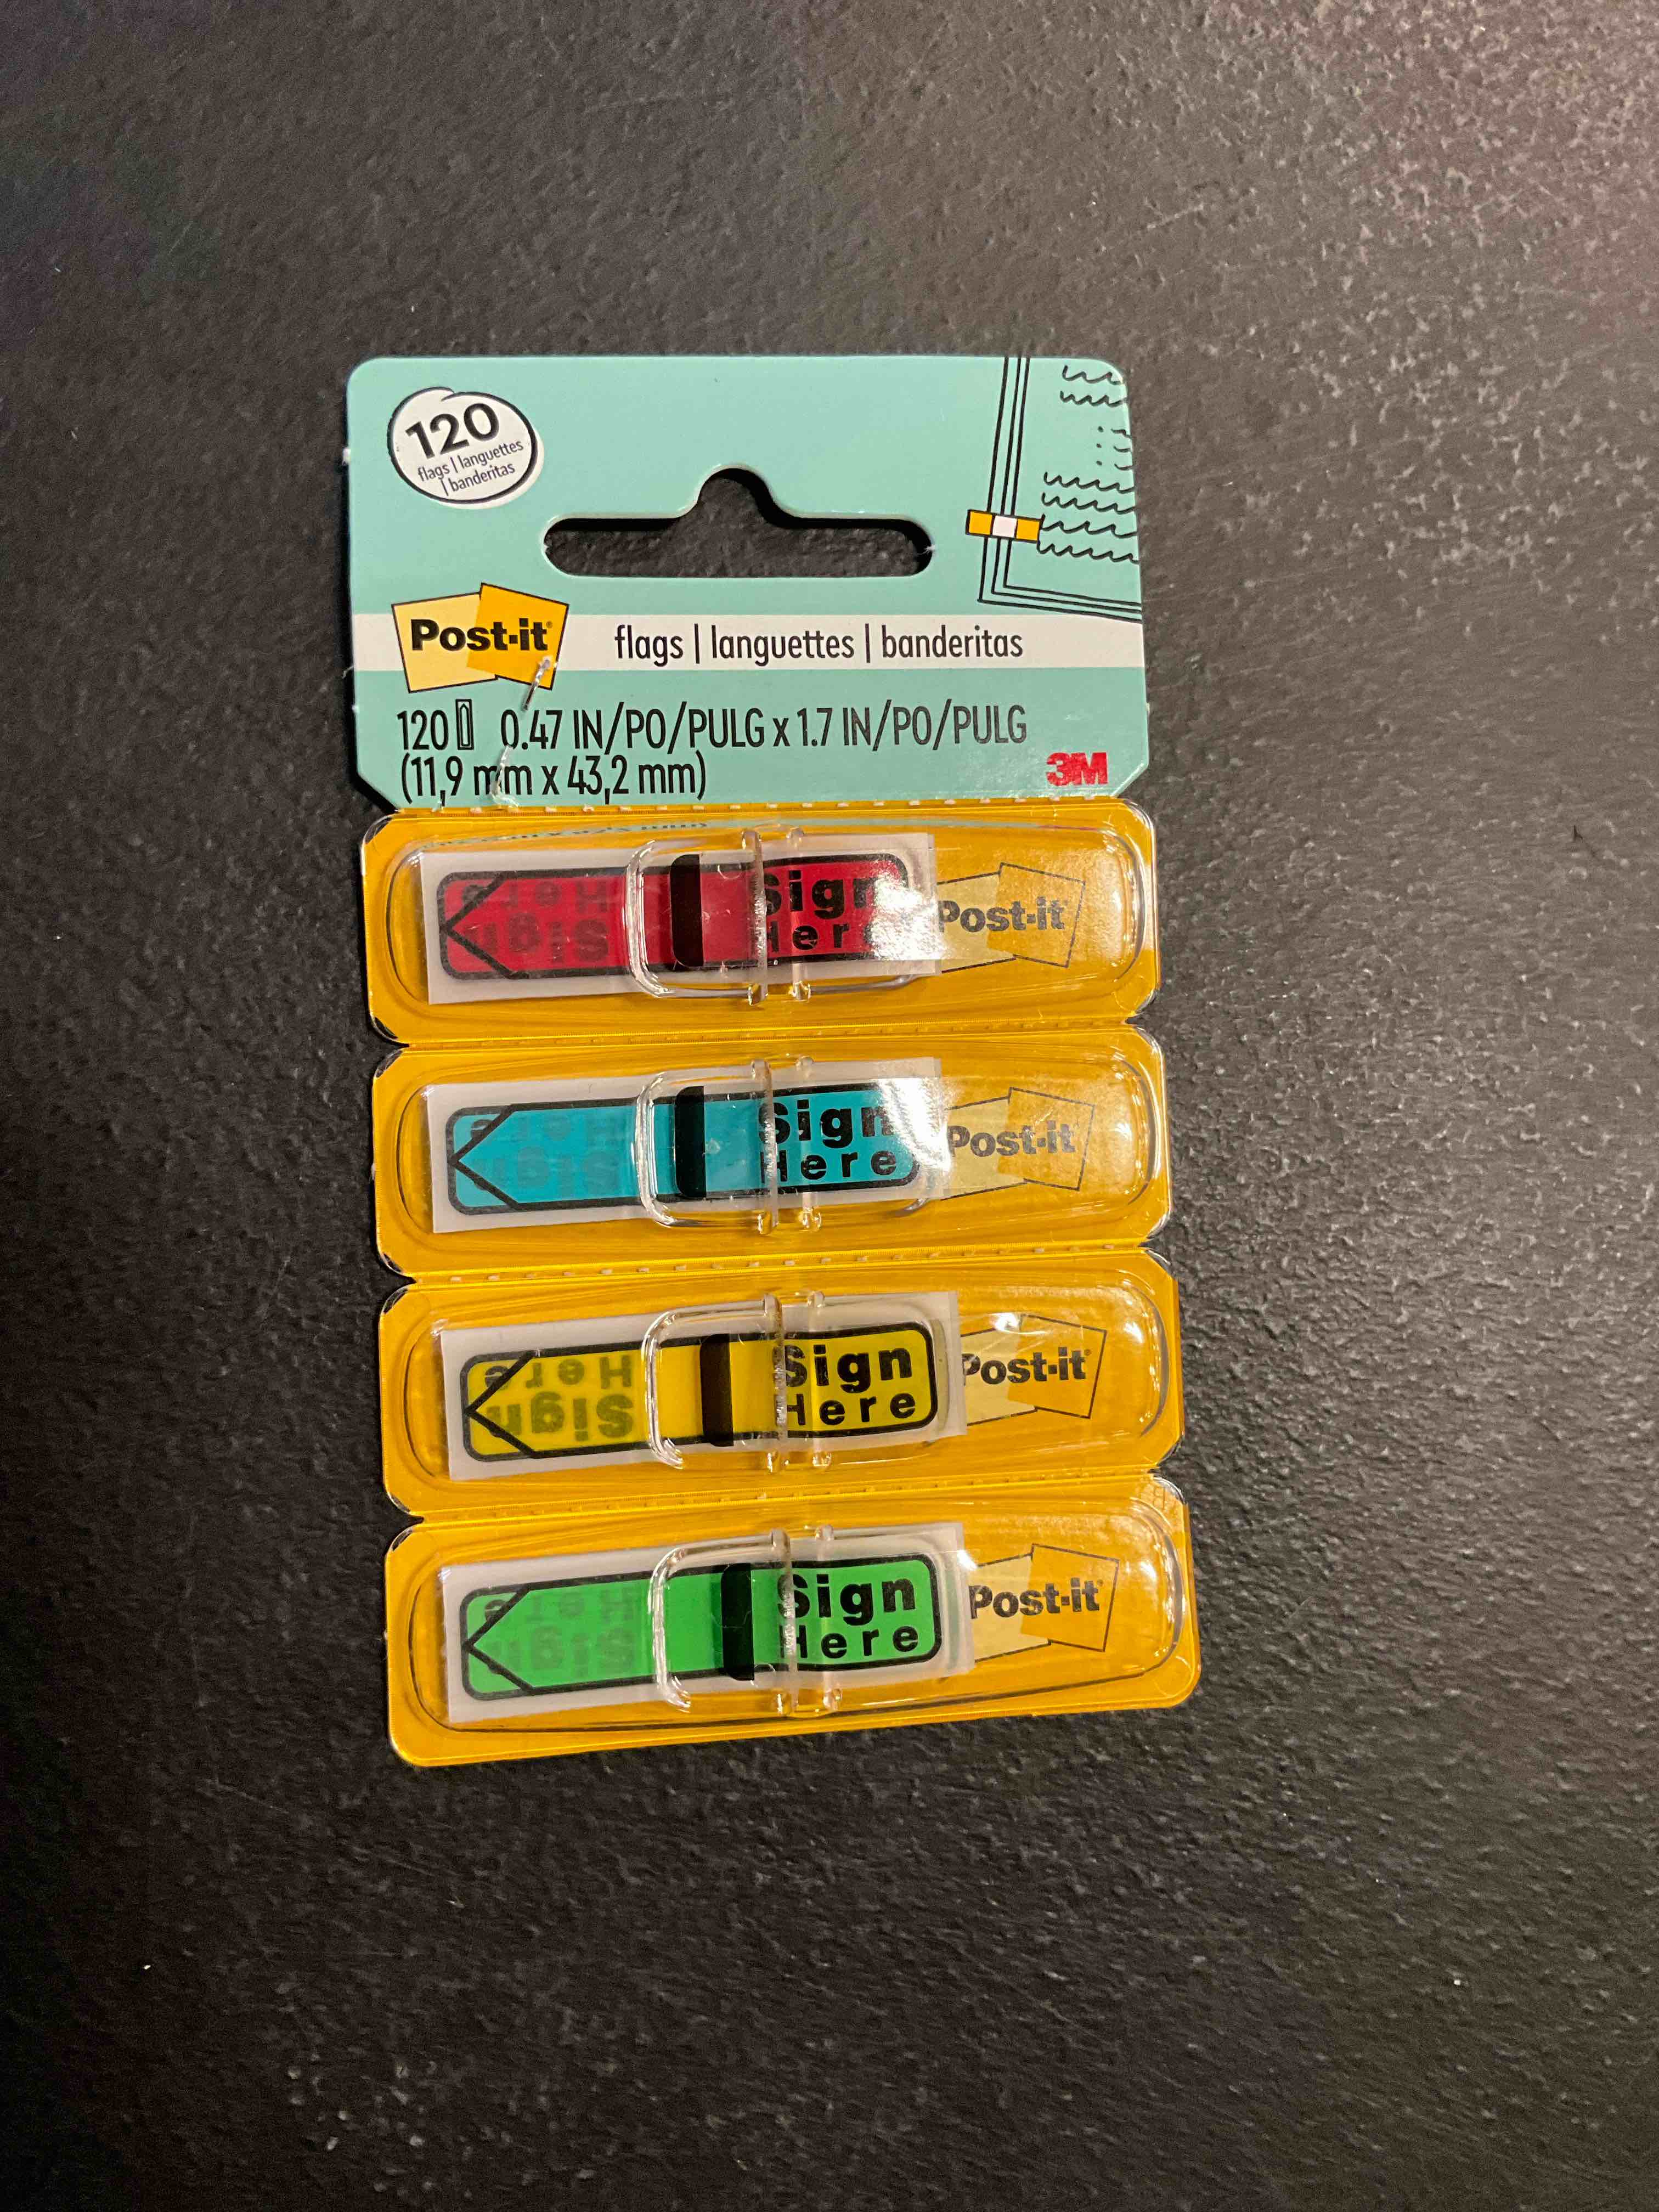 120
flags | languettes
| banderitas
Post-it
flags | languettes | banderitas
120 0.47 IN/PO/PULG x 1.7 IN/PO/PULG
(11,9 mm x 43,2 mm)
3M
Sign
Here
Post-it
Sign
Here
Post-it
Sign
Here
Post-it
Sign
Here
Post-it